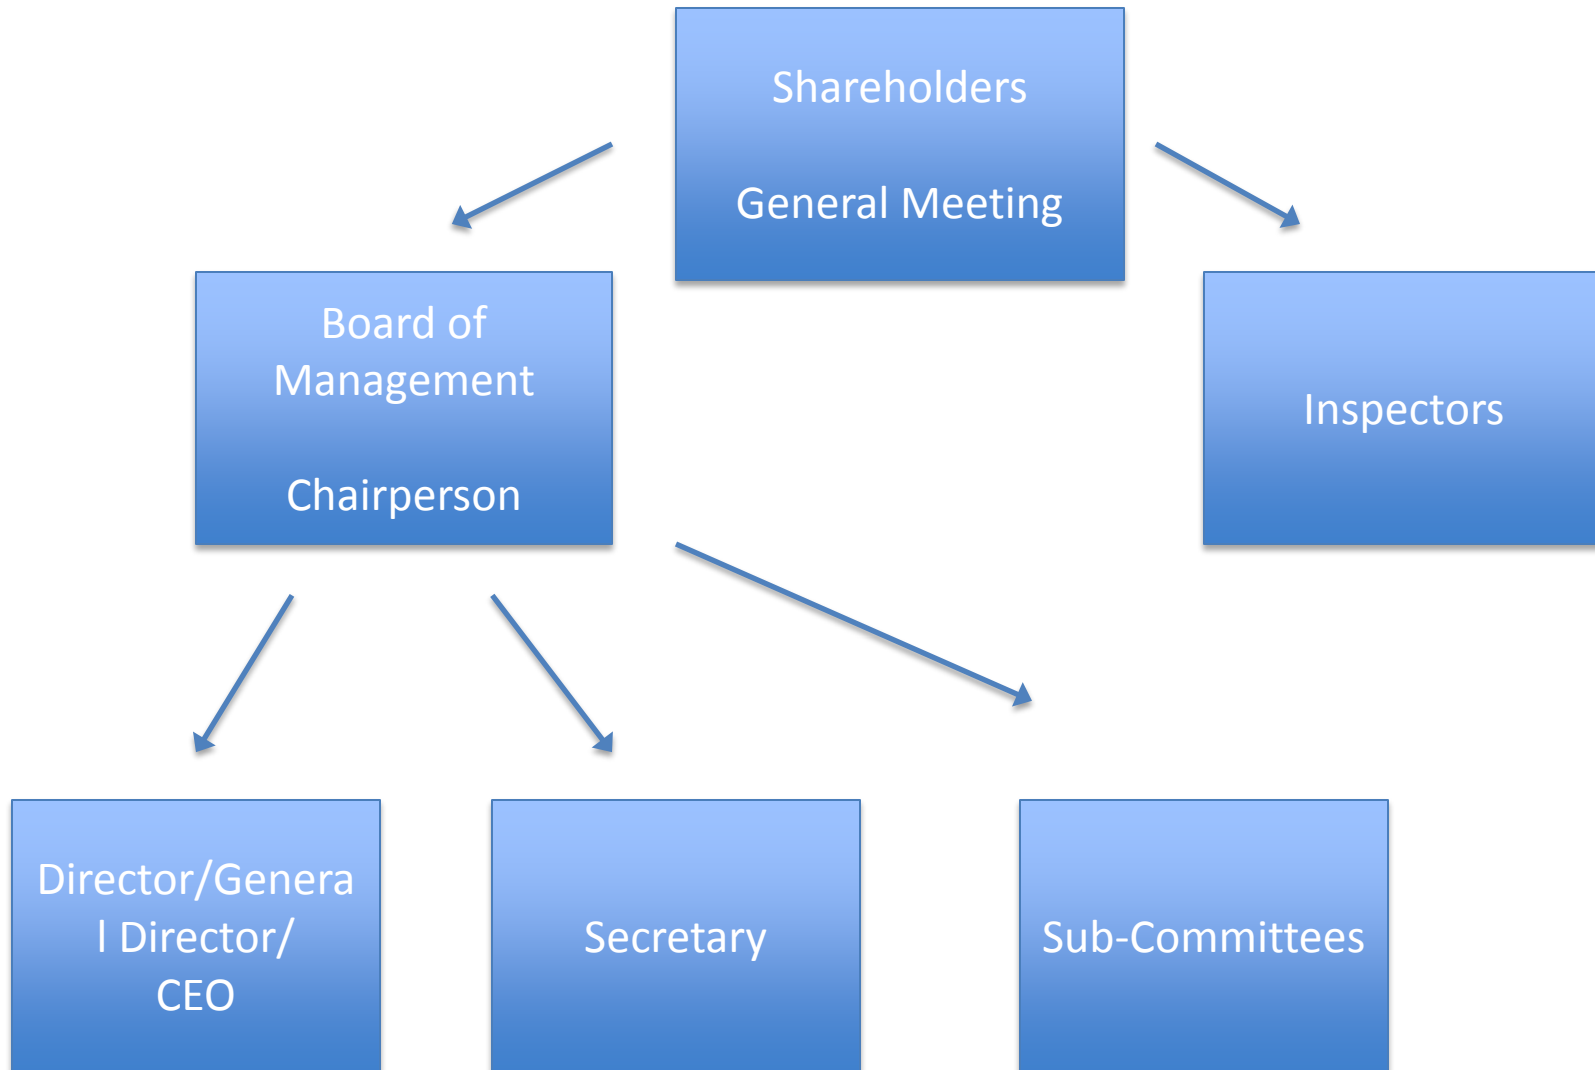 Shareholders
General Meeting
Board of
Management
Chairperson
Inspectors
Director/Genera
l Director/
CEO
Secretary
Sub-Committees